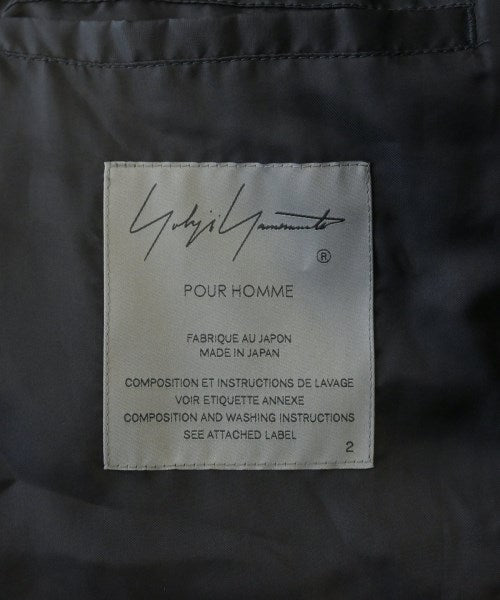 Yohji Yamamoto
®
POUR HOMME
FABRIQUE AU JAPON
MADE IN JAPAN
COMPOSITION ET INSTRUCTIONS DE LAVAGE
VOIR ETIQUETTE ANNEXE
COMPOSITION AND WASHING INSTRUCTIONS
SEE ATTACHED LABEL
2